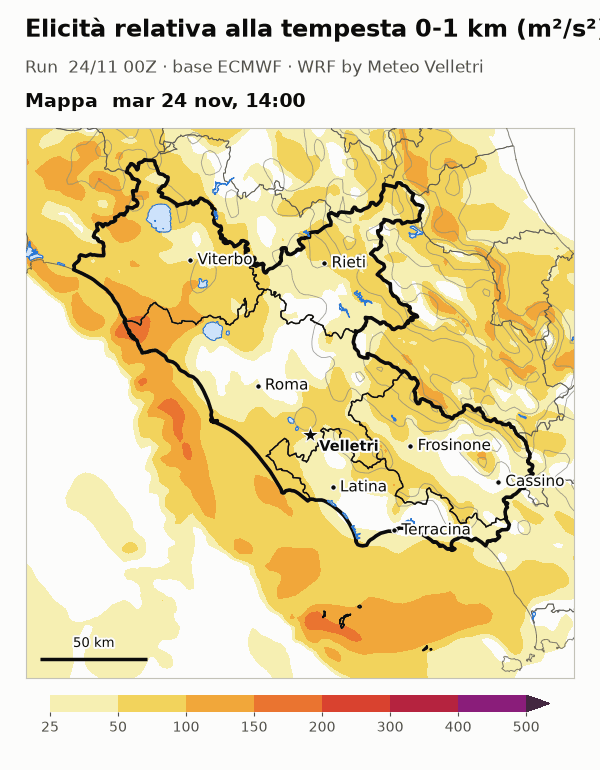 Elicità relativa alla tempesta 0-1 km (m²/s²)
Run  24/11 00Z · base ECMWF · WRF by Meteo Velletri
Mappa  mar 24 nov, 14:00
Viterbo
Rieti
Roma
Velletri
Frosinone
Cassino
Latina
Terracina
50 km
25 50 100 150 200 300 400 500